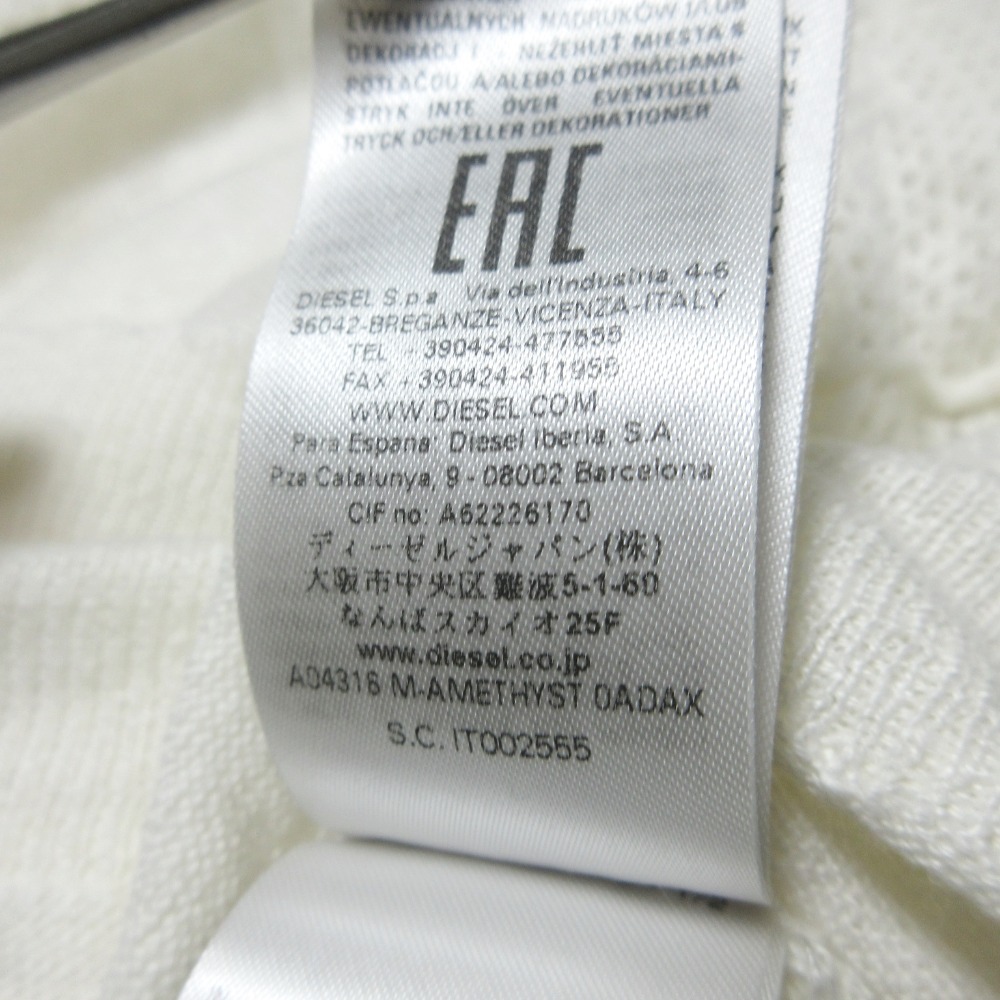 EWENTUALNYCH NADRUKÓW I/LUB
DEKORACJI - NEŽEHLIŤ MIESTA S
POTLAČOU A/ALEBO DEKORÁCIAMI-
STRYK INTE ÖVER EVENTUELLA
TRYCK OCH/ELLER DEKORATIONER
EAC
DIESEL S.p.a Via dell'Industria, 4-6
36042-BREGANZE-VICENZA-ITALY
TEL - 390424-477555
FAX - 390424-411955
WWW.DIESEL.COM
Para Espana: Diesel Iberia, S.A.
Pza Catalunya, 9 - 08002 Barcelona
CIF no: A62226170
ディーゼルジャパン(株)
大阪市中央区難波5-1-60
なんばスカイオ25F
www.diesel.co.jp
A04316 M-AMETHYST 0ADAX
S.C. IT002555